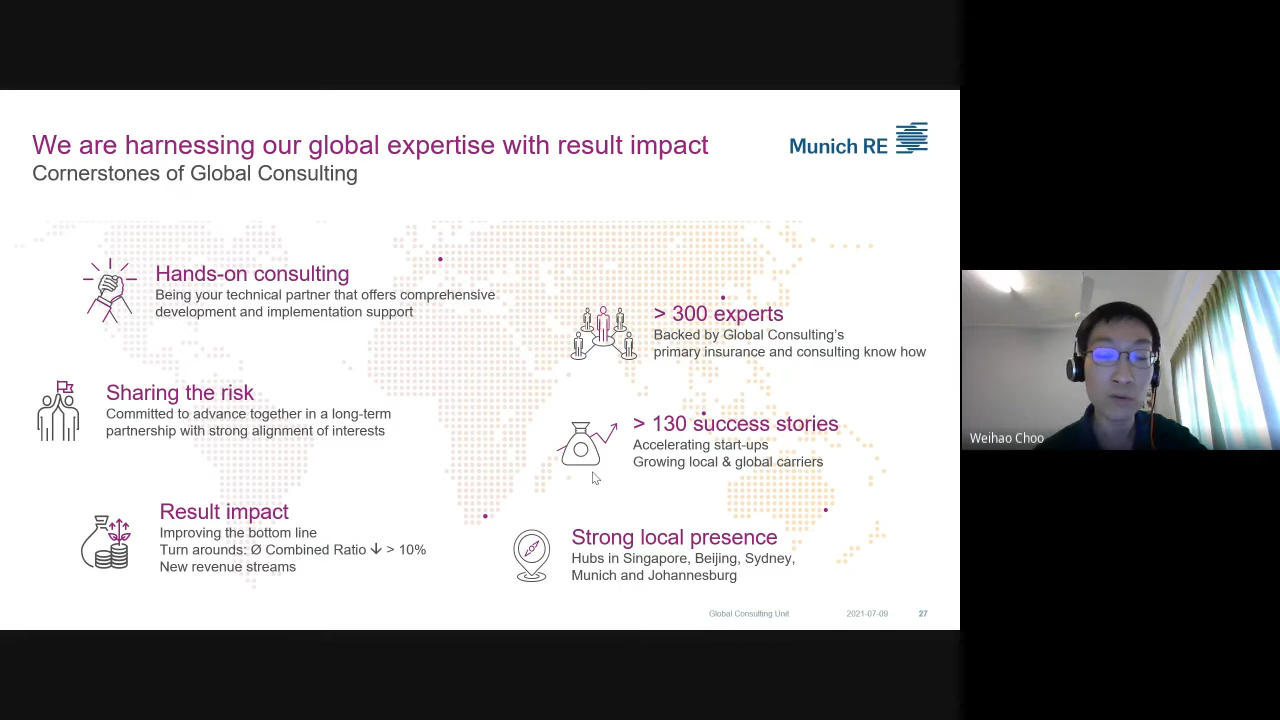 We are harnessing our global expertise with result impact
Cornerstones of Global Consulting
Munich RE
Hands-on consulting
Being your technical partner that offers comprehensive
development and implementation support
Sharing the risk
Committed to advance together in a long-term
partnership with strong alignment of interests
Result impact
Improving the bottom line
Turn arounds: Ø Combined Ratio ↓ > 10%
New revenue streams
> 300 experts
Backed by Global Consulting's
primary insurance and consulting know how
> 130 success stories
Accelerating start-ups
Growing local & global carriers
Strong local presence
Hubs in Singapore, Beijing, Sydney,
Munich and Johannesburg
Global Consulting Unit 2021-07-09 27
Weihao Choo